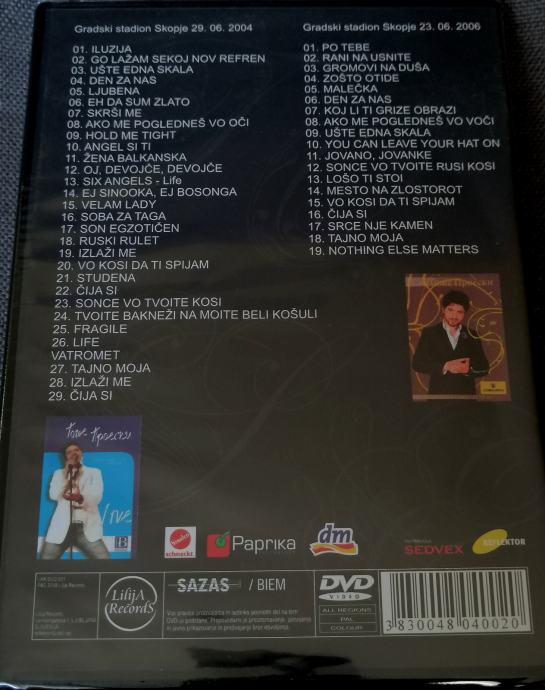 Gradski stadion Skopje 29. 06. 2004
01. ILUZIJA
02. GO LAŽAM SEKOJ NOV REFREN
03. UŠTE EDNA SKALA
04. DEN ZA NAS
05. LJUBENA
06. EH DA SUM ZLATO
07. SKRŠI ME
08. AKO ME POGLEDNEŠ VO OČI
09. HOLD ME TIGHT
10. ANGEL SI TI
11. ŽENA BALKANSKA
12. OJ, DEVOJČE, DEVOJČE
13. SIX ANGELS - Life
14. EJ SINOOKA, EJ BOSONGA
15. VELAM LADY
16. SOBA ZA TAGA
17. SON EGZOTIČEN
18. RUSKI RULET
19. IZLAŽI ME
20. VO KOSI DA TI SPIJAM
21. STUDENA
22. ČIJA SI
23. SONCE VO TVOITE KOSI
24. TVOITE BAKNEŽI NA MOITE BELI KOŠULI
25. FRAGILE
26. LIFE
VATROMET
27. TAJNO MOJA
28. IZLAŽI ME
29. ČIJA SI
Gradski stadion Skopje 23. 06. 2006
01. PO TEBE
02. RANI NA USNITE
03. GROMOVI NA DUŠA
04. ZOŠTO OTIDE
05. MALEČKA
06. DEN ZA NAS
07. KOJ LI TI GRIZE OBRAZI
08. AKO ME POGLEDNEŠ VO VOČI
09. UŠTE EDNA SKALA
10. YOU CAN LEAVE YOUR HAT ON
11. JOVANO, JOVANKE
12. SONCE VO TVOITE RUSI KOSI
13. LOŠO TI STOI
14. MESTO NA ZLOSTOROT
15. VO KOSI DA TI SPIJAM
16. ČIJA SI
17. SRCE NJE KAMEN
18. TAJNO MOJA
19. NOTHING ELSE MATTERS
Тоше Проески
Тоше Проески
Live
schmeckt
Paprika
dm
SEDVEX
REFLEKTOR
Lilija
Records
SAZAS / BIEM
DVD
VIDEO
ALL REGIONS
PAL
COLOUR
3 830048 040020